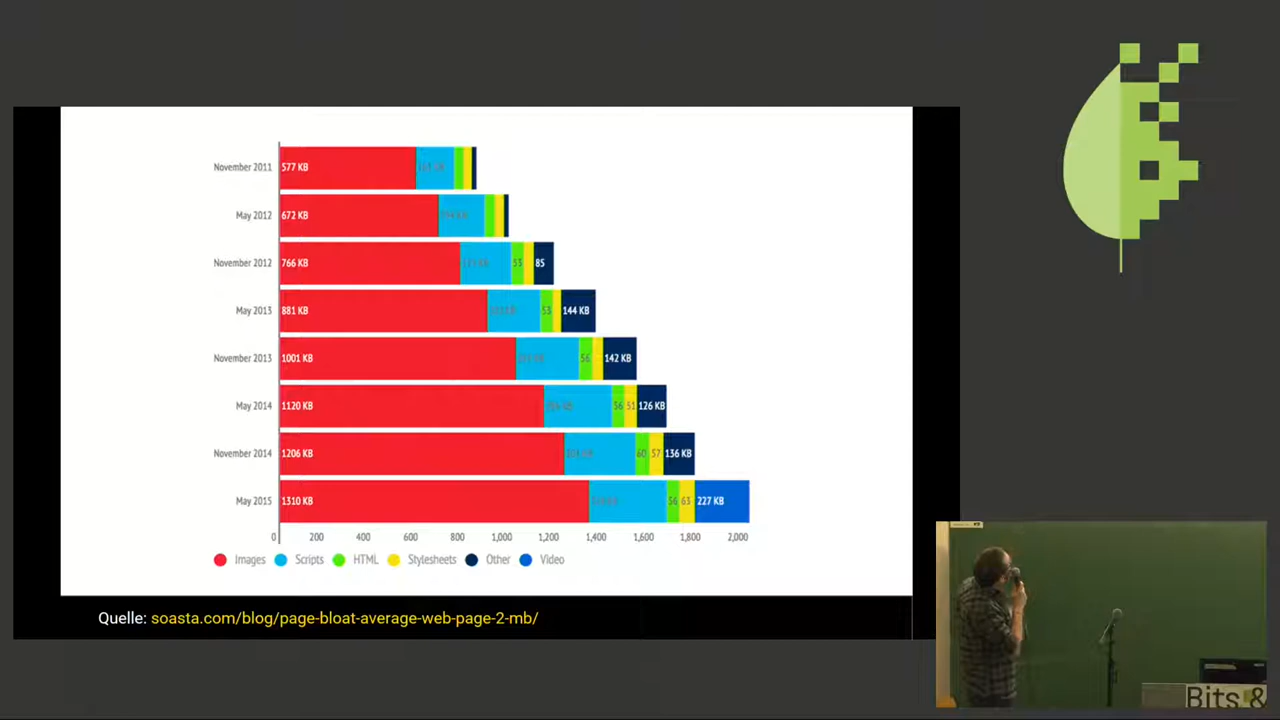 November 2011 577 KB
May 2012 672 KB
November 2012 766 KB 53 85
May 2013 881 KB 53 144 KB
November 2013 1001 KB 56 142 KB
May 2014 1120 KB 56 51 126 KB
November 2014 1206 KB 60 57 136 KB
May 2015 1310 KB 56 63 227 KB
0 200 400 600 800 1,000 1,200 1,400 1,600 1,800 2,000
Images Scripts HTML Stylesheets Other Video
Quelle: soasta.com/blog/page-bloat-average-web-page-2-mb/
Bits &